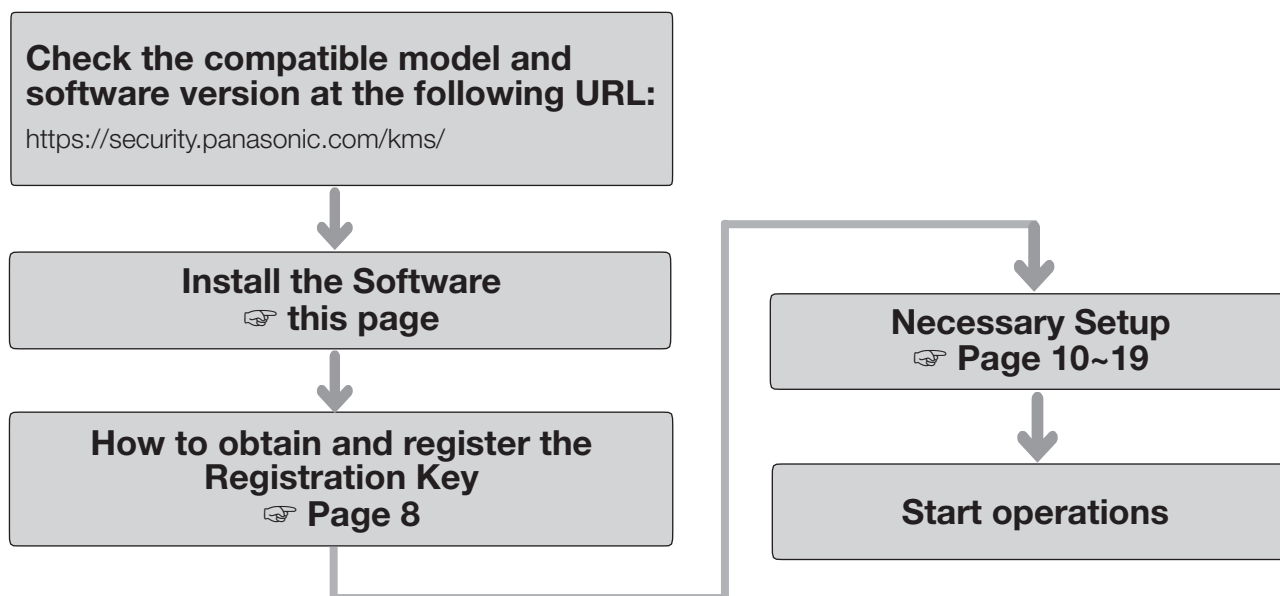 Check the compatible model and
software version at the following URL:
https://security.panasonic.com/kms/
Install the Software
☞ this page
How to obtain and register the
Registration Key
☞ Page 8
Necessary Setup
☞ Page 10~19
Start operations